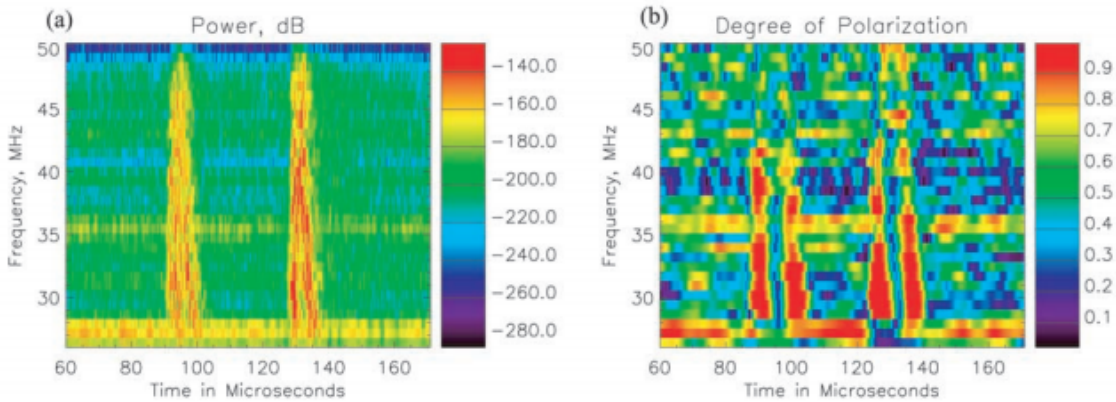 (a)
Power, dB
50
45
40
35
30
Frequency, MHz
60 80 100 120 140 160
Time in Microseconds
-140.0
-160.0
-180.0
-200.0
-220.0
-240.0
-260.0
-280.0
(b)
Degree of Polarization
50
45
40
35
30
Frequency, MHz
60 80 100 120 140 160
Time in Microseconds
0.9
0.8
0.7
0.6
0.5
0.4
0.3
0.2
0.1